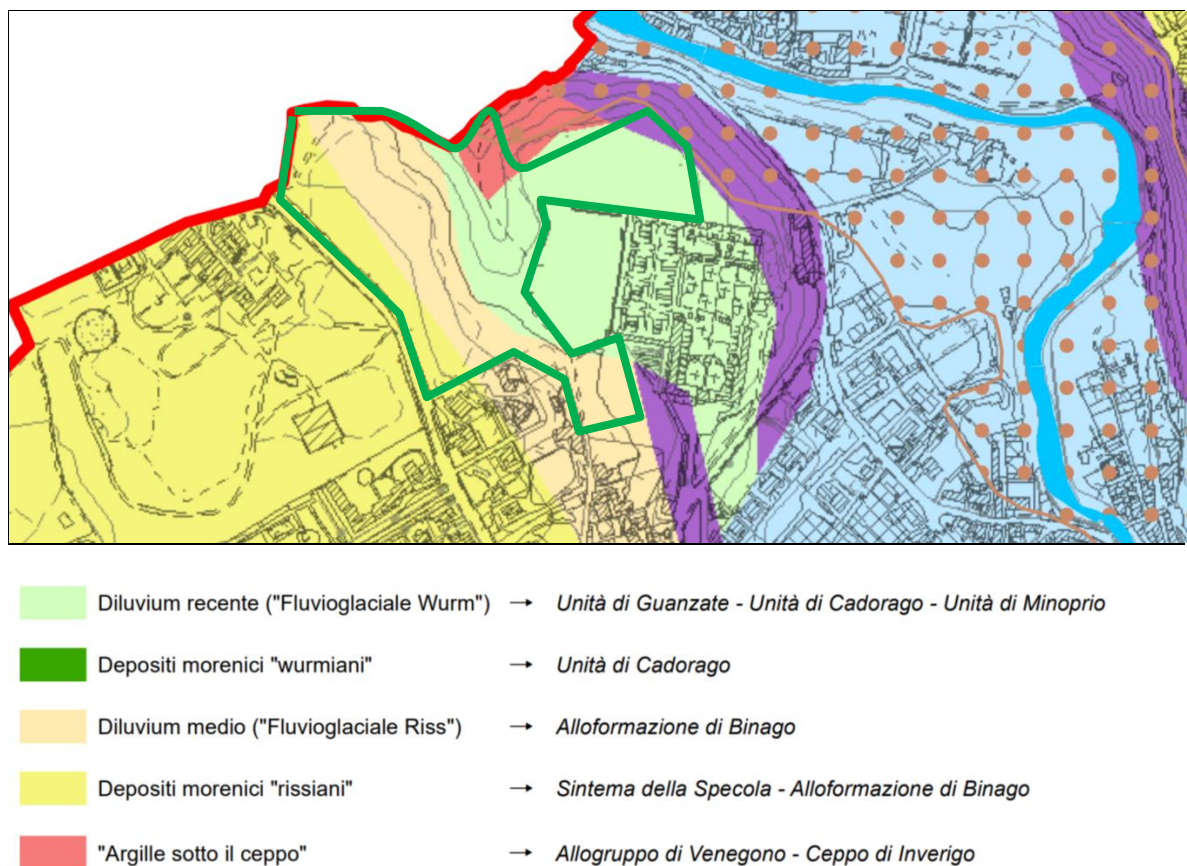 Diluvium recente ("Fluvioglaciale Wurm") → Unità di Guanzate - Unità di Cadorago - Unità di Minoprio
Depositi morenici "wurmiani" → Unità di Cadorago
Diluvium medio ("Fluvioglaciale Riss") → Alloformazione di Binago
Depositi morenici "rissiani" → Sintema della Specola - Alloformazione di Binago
"Argille sotto il ceppo" → Allogruppo di Venegono - Ceppo di Inverigo